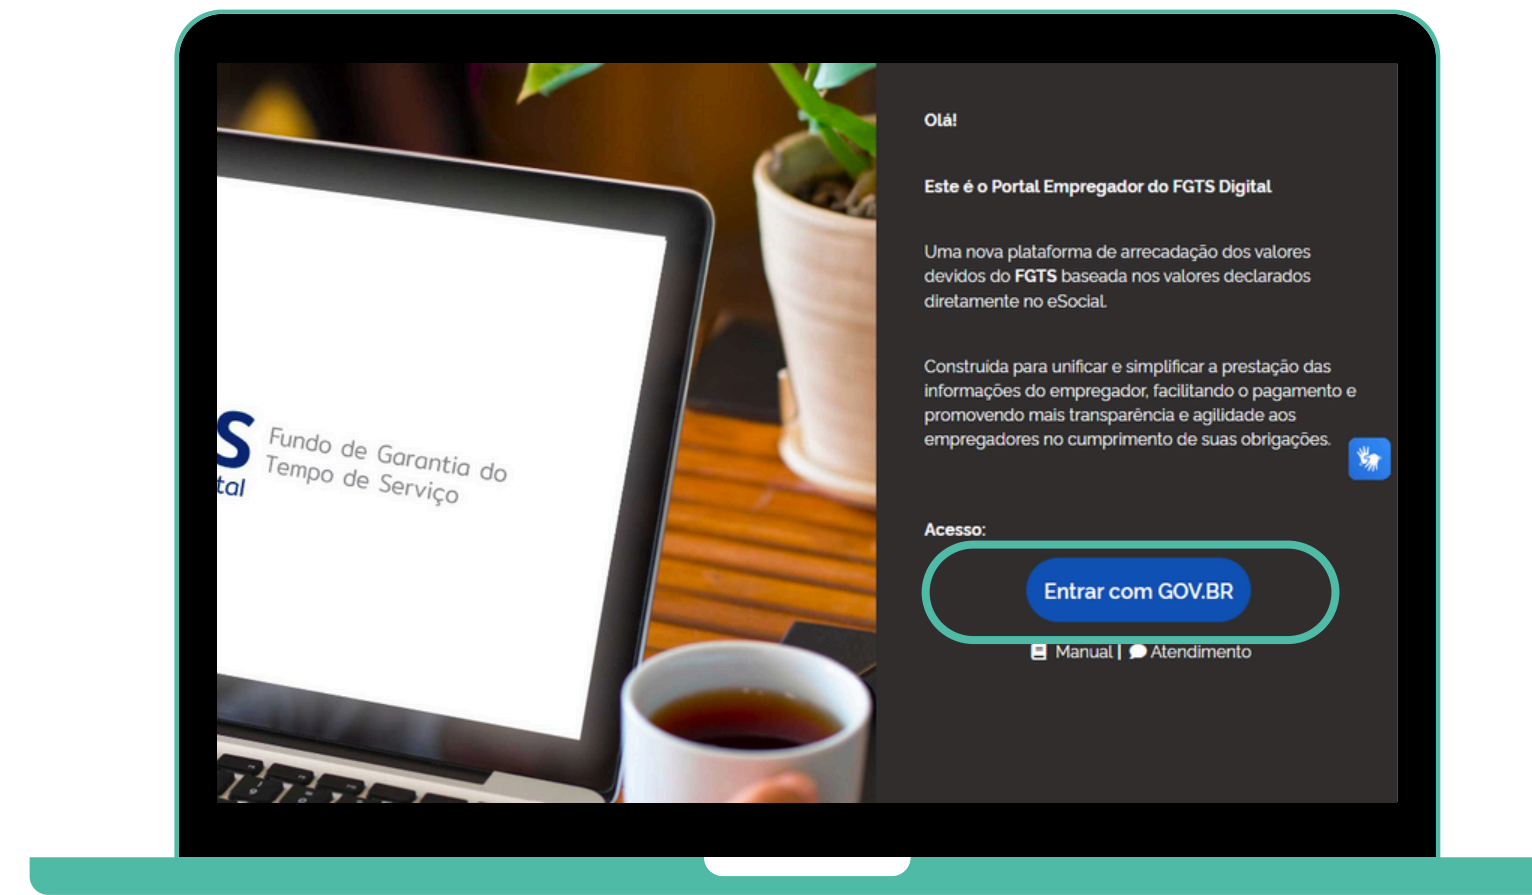 Olá!
Este é o Portal Empregador do FGTS Digital
Uma nova plataforma de arrecadação dos valores
devidos do FGTS baseada nos valores declarados
diretamente no eSocial.
Construída para unificar e simplificar a prestação das
informações do empregador, facilitando o pagamento e
promovendo mais transparência e agilidade aos
empregadores no cumprimento de suas obrigações.
Acesso:
Entrar com GOV.BR
Manual | Atendimento
S
tal
Fundo de Garantia do
Tempo de Serviço